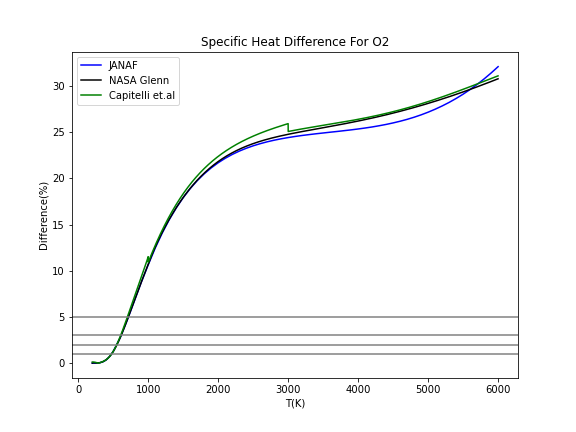 Specific Heat Difference For O2
JANAF
NASA Glenn
Capitelli et.al
Difference(%)
30
25
20
15
10
5
0
0 1000 2000 3000 4000 5000 6000
T(K)